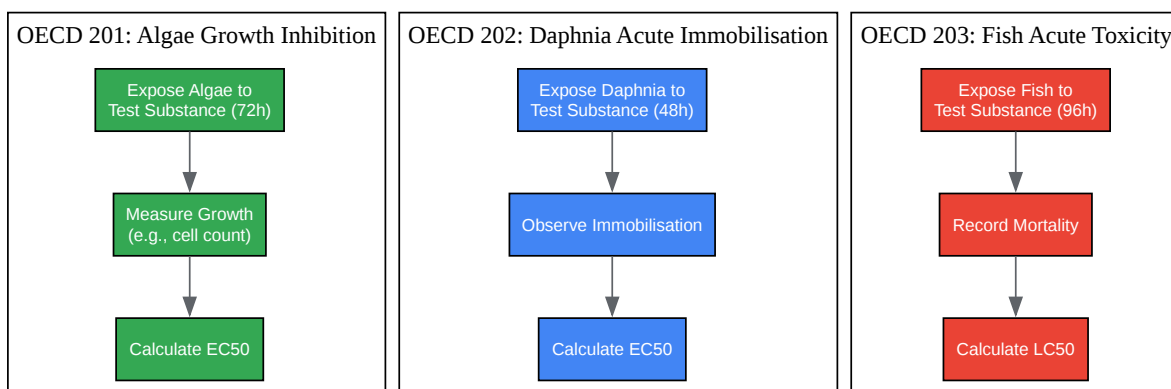 OECD 201: Algae Growth Inhibition
Expose Algae to
Test Substance (72h)
Measure Growth
(e.g., cell count)
Calculate EC50
OECD 202: Daphnia Acute Immobilisation
Expose Daphnia to
Test Substance (48h)
Observe Immobilisation
Calculate EC50
OECD 203: Fish Acute Toxicity
Expose Fish to
Test Substance (96h)
Record Mortality
Calculate LC50